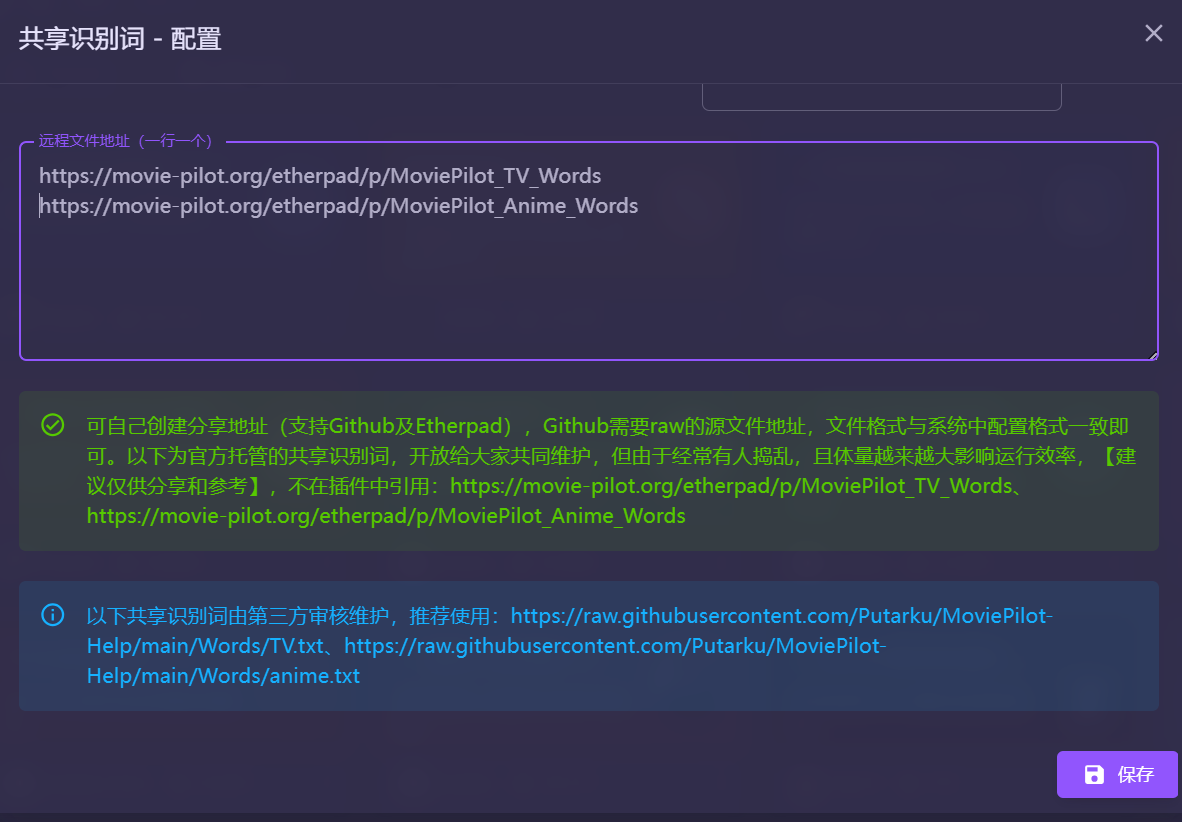 共享识别词 - 配置
远程文件地址（一行一个）
https://movie-pilot.org/etherpad/p/MoviePilot_TV_Words
https://movie-pilot.org/etherpad/p/MoviePilot_Anime_Words
可自己创建分享地址（支持Github及Etherpad），Github需要raw的源文件地址，文件格式与系统中配置格式一致即
可。以下为官方托管的共享识别词，开放给大家共同维护，但由于经常有人捣乱，且体量越来越大影响运行效率，【建
议仅供分享和参考】，不在插件中引用：https://movie-pilot.org/etherpad/p/MoviePilot_TV_Words、
https://movie-pilot.org/etherpad/p/MoviePilot_Anime_Words
以下共享识别词由第三方审核维护，推荐使用：https://raw.githubusercontent.com/Putarku/MoviePilot-
Help/main/Words/TV.txt、https://raw.githubusercontent.com/Putarku/MoviePilot-
Help/main/Words/anime.txt
保存